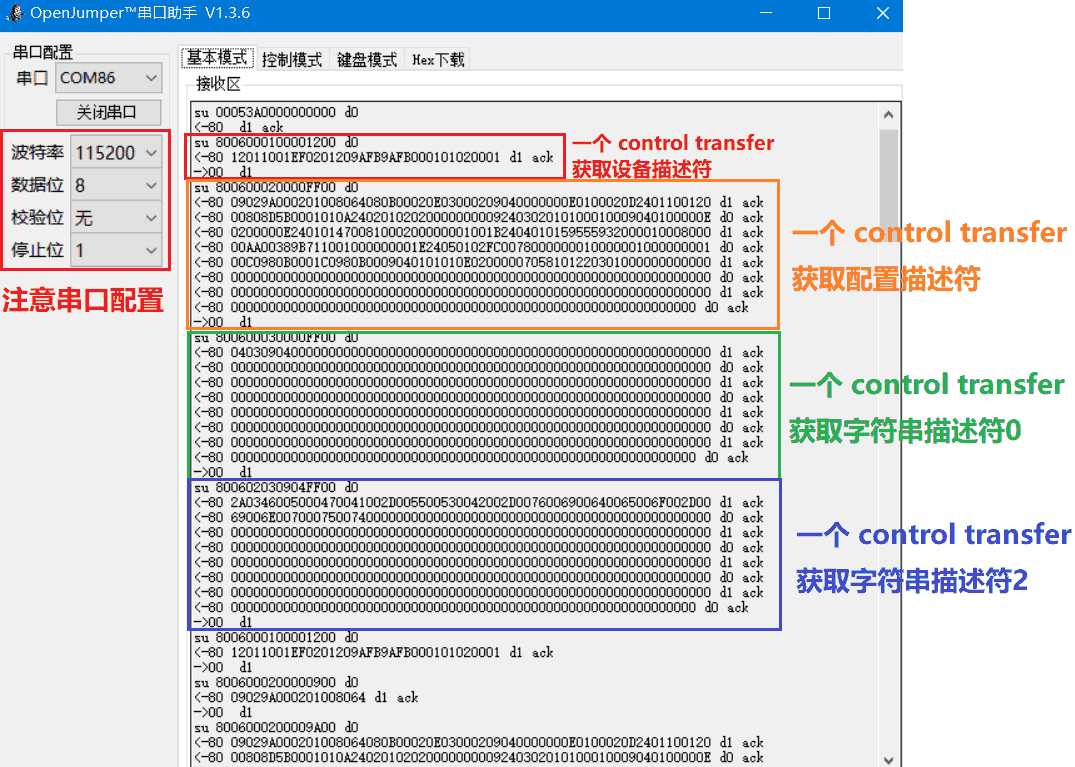 OpenJumper™串口助手 V1.3.6
串口配置
串口 COM86
关闭串口
波特率 115200
数据位 8
校验位 无
停止位 1
注意串口配置
基本模式 控制模式 键盘模式 Hex下载
接收区
su 00053A0000000000 d0
<-80 d1 ack
su 8006000100001200 d0
<-80 12011001EF0201209AFB9AFB000101020001 d1 ack
->00 d1
一个 control transfer
获取设备描述符
su 800600020000FF00 d0
<-80 09029A000201008064080B00020E03000209040000000E0100020D2401100120 d1 ack
<-80 00808D5B0001010A24020102020000000009240302010100010009040100000E d0 ack
<-80 0200000E24010147008100020000000001001B2404010159555932000010008000 d1 ack
<-80 00AA00389B711001000000001E24050102FC0078000000010000001000000001 d0 ack
<-80 00C0980B0001C0980B0009040101010E02000007058101220301000000000000 d1 ack
<-80 0000000000000000000000000000000000000000000000000000000000000000 d0 ack
<-80 0000000000000000000000000000000000000000000000000000000000000000 d1 ack
<-80 00000000000000000000000000000000000000000000000000000000000000 d0 ack
->00 d1
一个 control transfer
获取配置描述符
su 800600030000FF00 d0
<-80 0403090400000000000000000000000000000000000000000000000000000000 d1 ack
<-80 0000000000000000000000000000000000000000000000000000000000000000 d0 ack
<-80 0000000000000000000000000000000000000000000000000000000000000000 d1 ack
<-80 0000000000000000000000000000000000000000000000000000000000000000 d0 ack
<-80 0000000000000000000000000000000000000000000000000000000000000000 d1 ack
<-80 0000000000000000000000000000000000000000000000000000000000000000 d0 ack
<-80 0000000000000000000000000000000000000000000000000000000000000000 d1 ack
<-80 00000000000000000000000000000000000000000000000000000000000000 d0 ack
->00 d1
一个 control transfer
获取字符串描述符0
su 800602030904FF00 d0
<-80 2A0346005000470041002D005500530042002D0076006900640065006F002D00 d1 ack
<-80 69006E0070007500740000000000000000000000000000000000000000000000 d0 ack
<-80 0000000000000000000000000000000000000000000000000000000000000000 d1 ack
<-80 0000000000000000000000000000000000000000000000000000000000000000 d0 ack
<-80 0000000000000000000000000000000000000000000000000000000000000000 d1 ack
<-80 0000000000000000000000000000000000000000000000000000000000000000 d0 ack
<-80 0000000000000000000000000000000000000000000000000000000000000000 d1 ack
<-80 00000000000000000000000000000000000000000000000000000000000000 d0 ack
->00 d1
一个 control transfer
获取字符串描述符2
su 8006000100001200 d0
<-80 12011001EF0201209AFB9AFB000101020001 d1 ack
->00 d1
su 8006000200000900 d0
<-80 09029A000201008064 d1 ack
->00 d1
su 8006000200009A00 d0
<-80 09029A000201008064080B00020E03000209040000000E0100020D2401100120 d1 ack
<-80 00808D5B0001010A24020102020000000009240302010100010009040100000E d0 ack